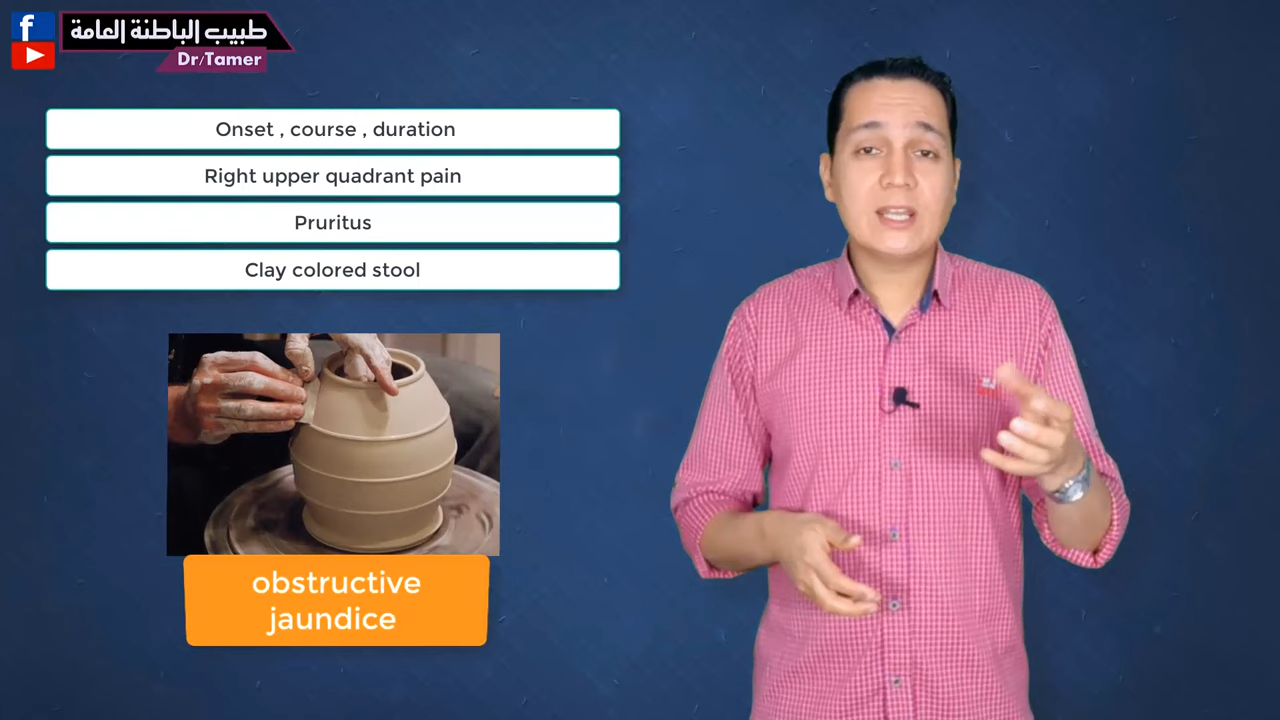 طبيب الباطنة العامة
Dr/Tamer
Onset , course , duration
Right upper quadrant pain
Pruritus
Clay colored stool
obstructive
jaundice